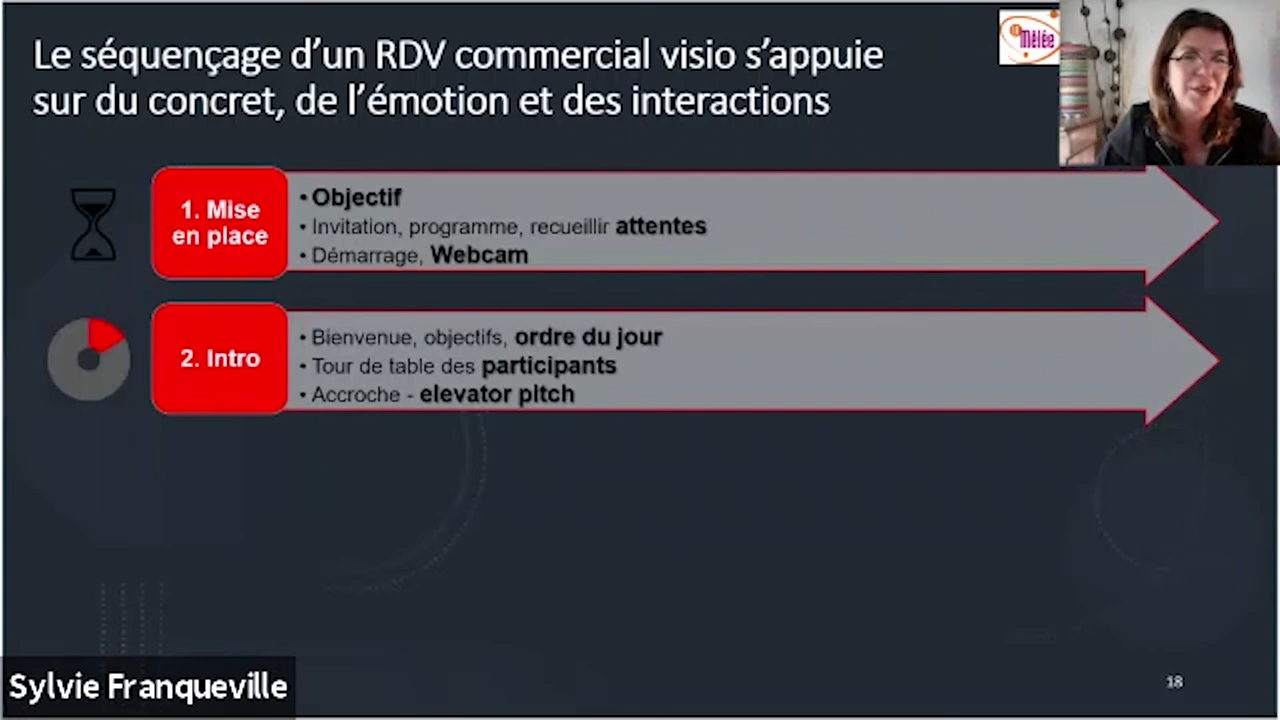 Le séquençage d'un RDV commercial visio s'appuie
sur du concret, de l'émotion et des interactions
la Mêlée
1. Mise
en place
• Objectif
• Invitation, programme, recueillir attentes
• Démarrage, Webcam
2. Intro
• Bienvenue, objectifs, ordre du jour
• Tour de table des participants
• Accroche - elevator pitch
Sylvie Franqueville
18